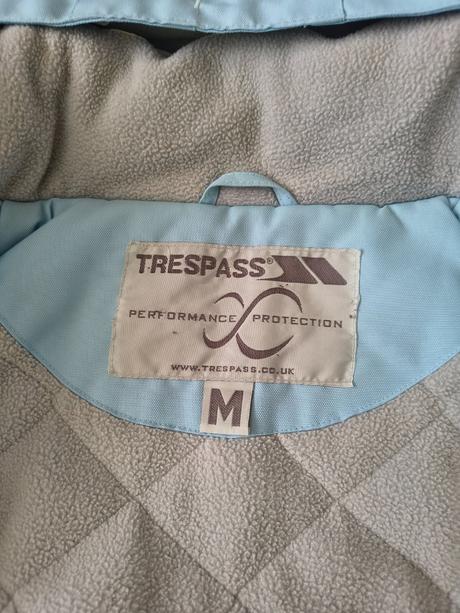 TRESPASS®
PERFORMANCE PROTECTION
WWW.TRESPASS.CO.UK
M